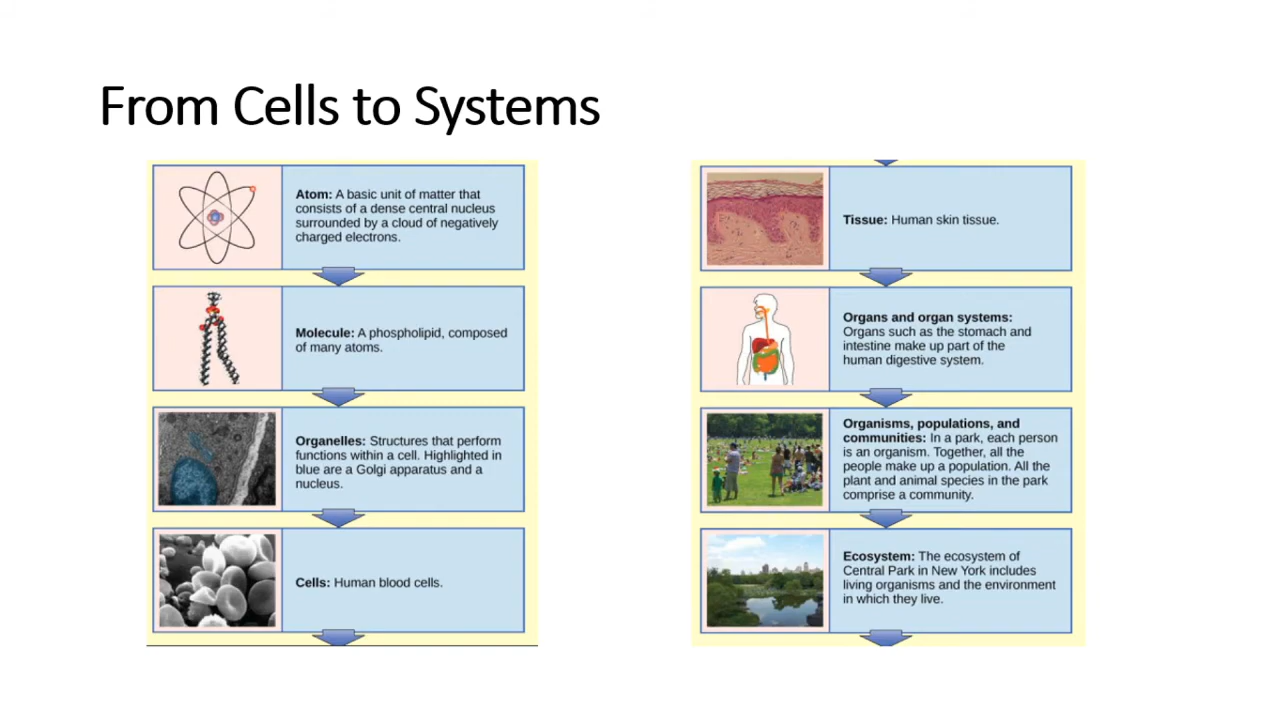 From Cells to Systems
Atom: A basic unit of matter that
consists of a dense central nucleus
surrounded by a cloud of negatively
charged electrons.
Molecule: A phospholipid, composed
of many atoms.
Organelles: Structures that perform
functions within a cell. Highlighted in
blue are a Golgi apparatus and a
nucleus.
Cells: Human blood cells.
Tissue: Human skin tissue.
Organs and organ systems:
Organs such as the stomach and
intestine make up part of the
human digestive system.
Organisms, populations, and
communities: In a park, each person
is an organism. Together, all the
people make up a population. All the
plant and animal species in the park
comprise a community.
Ecosystem: The ecosystem of
Central Park in New York includes
living organisms and the environment
in which they live.